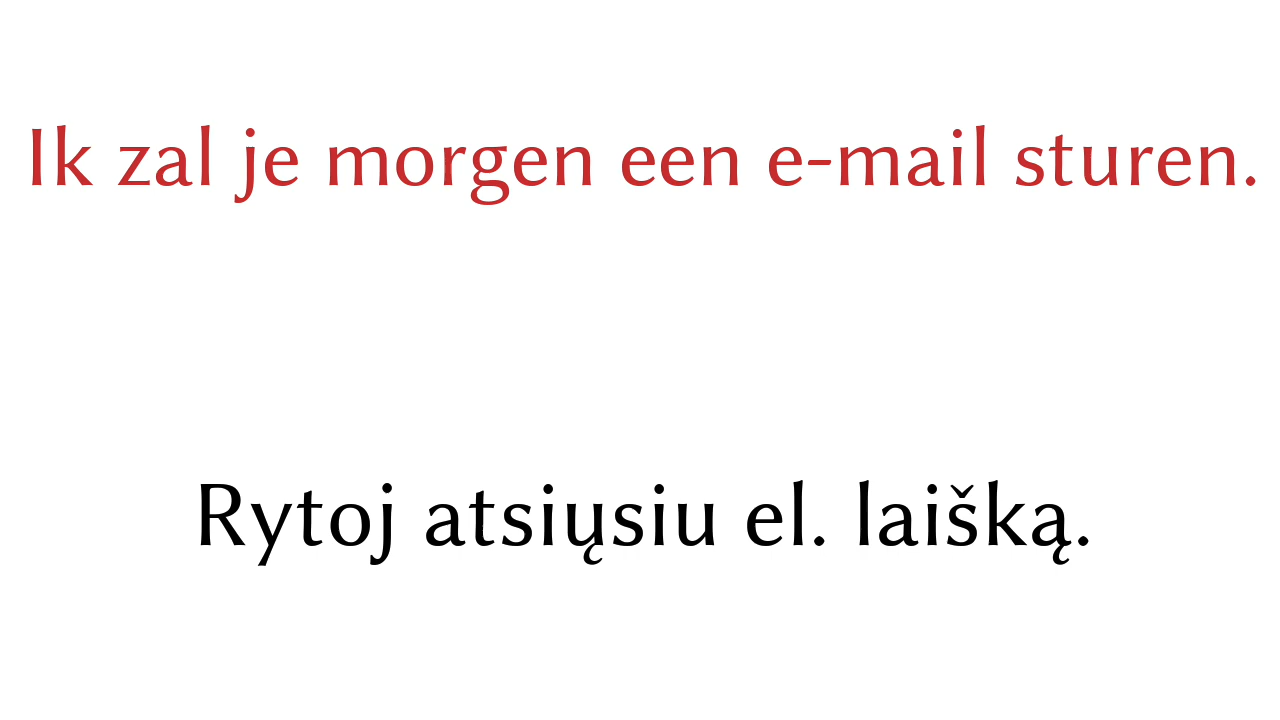 Ik zal je morgen een e-mail sturen.
Rytoj atsiųsiu el. laišką.